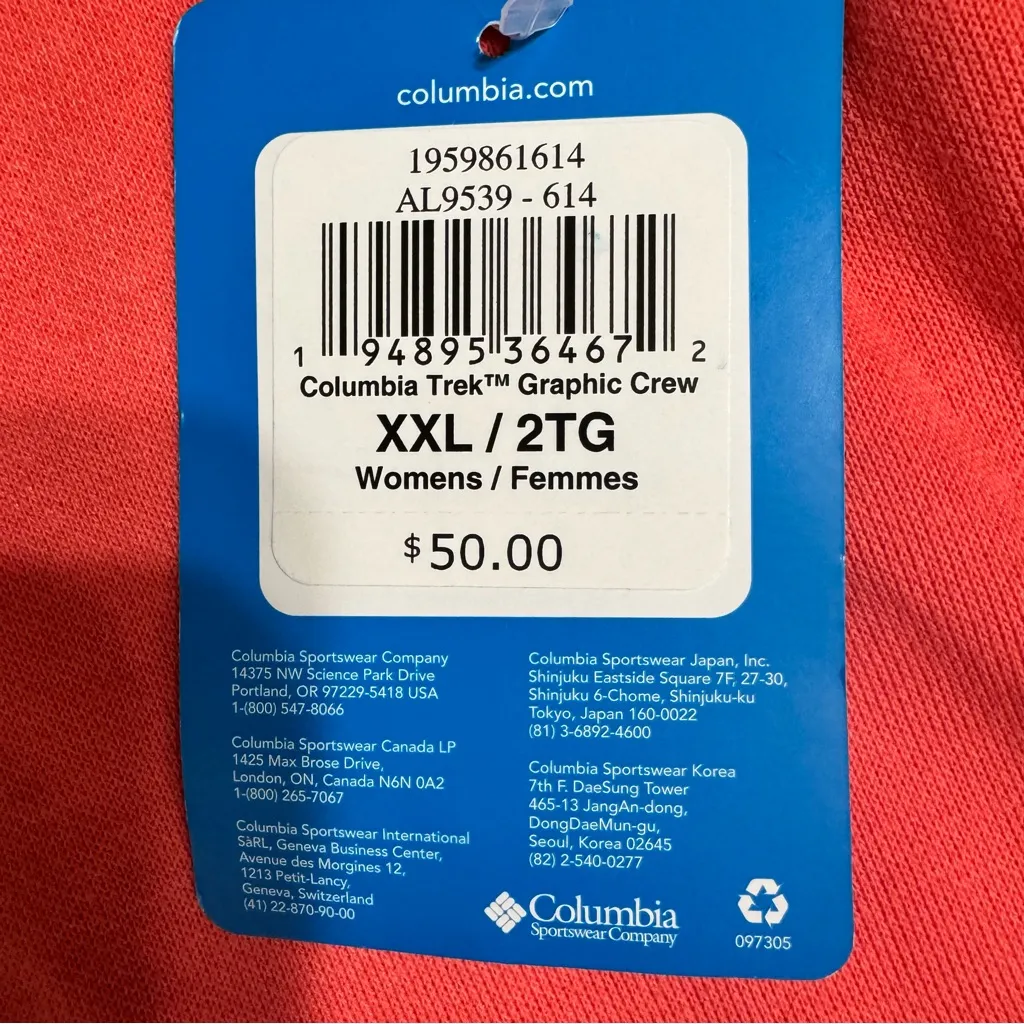 columbia.com
1959861614
AL9539 - 614
1 94895 36467 2
Columbia Trek™ Graphic Crew
XXL / 2TG
Womens / Femmes
$50.00
Columbia Sportswear Company
14375 NW Science Park Drive
Portland, OR 97229-5418 USA
1-(800) 547-8066
Columbia Sportswear Canada LP
1425 Max Brose Drive,
London, ON, Canada N6N 0A2
1-(800) 265-7067
Columbia Sportswear International
SàRL, Geneva Business Center,
Avenue des Morgines 12,
1213 Petit-Lancy,
Geneva, Switzerland
(41) 22-870-90-00
Columbia Sportswear Japan, Inc.
Shinjuku Eastside Square 7F, 27-30,
Shinjuku 6-Chome, Shinjuku-ku
Tokyo, Japan 160-0022
(81) 3-6892-4600
Columbia Sportswear Korea
7th F. DaeSung Tower
465-13 JangAn-dong,
DongDaeMun-gu,
Seoul, Korea 02645
(82) 2-540-0277
Columbia
Sportswear Company
097305